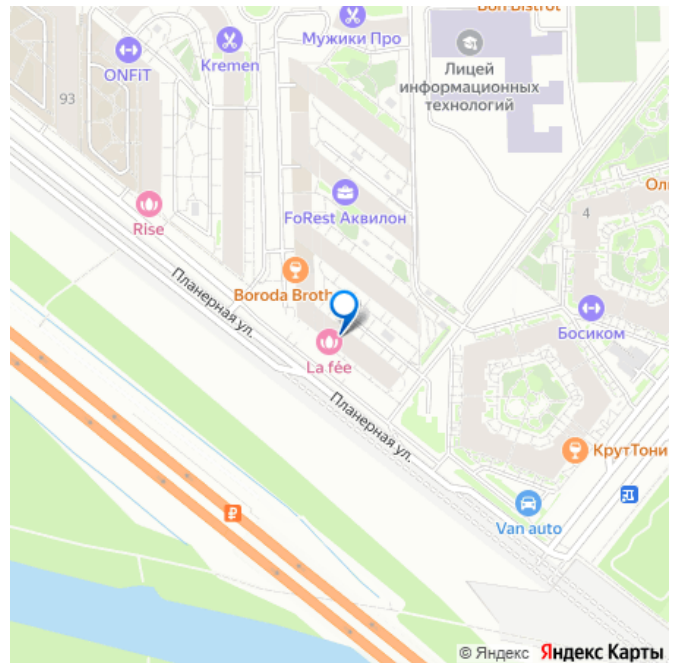 Bon Bistrot
Мужики Про
Kremen
ONFiT
Лицей
информационных
технологий
93
Rise
FoRest Аквилон
4
Boroda Broth
Планерная ул.
La fée
Босиком
Планерная ул.
КрутТони
Van auto
© Яндекс Яндекс Карты